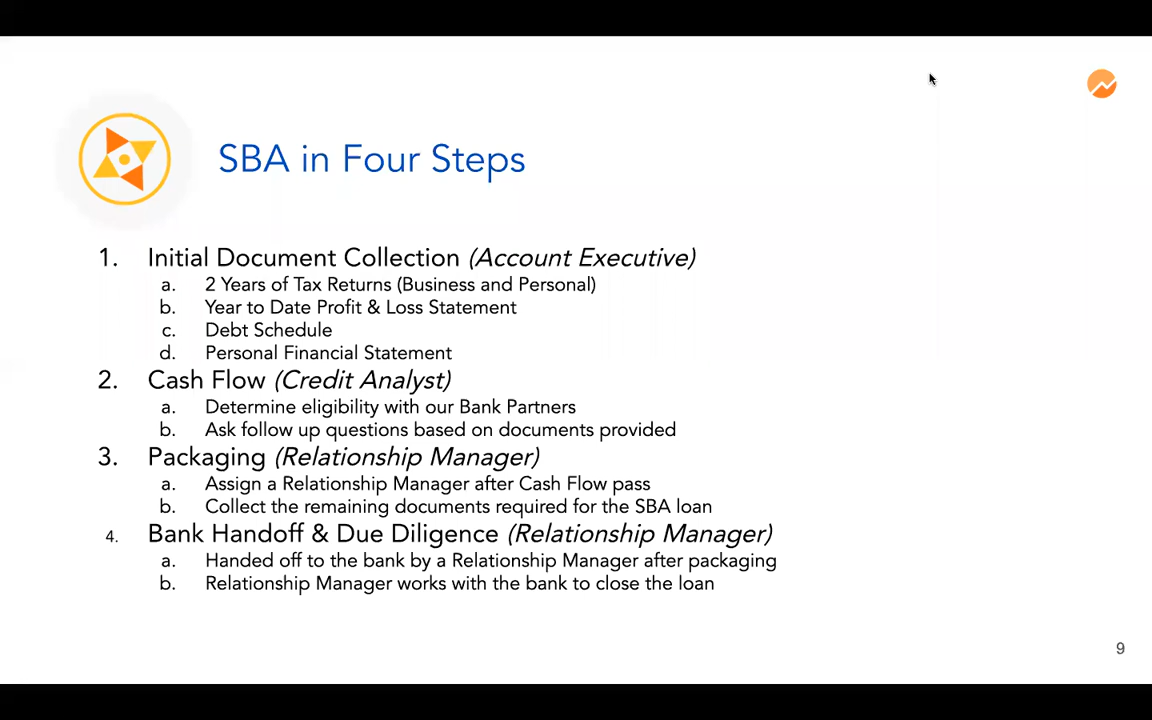 SBA in Four Steps
1. Initial Document Collection (Account Executive)
a. 2 Years of Tax Returns (Business and Personal)
b. Year to Date Profit & Loss Statement
c. Debt Schedule
d. Personal Financial Statement
2. Cash Flow (Credit Analyst)
a. Determine eligibility with our Bank Partners
b. Ask follow up questions based on documents provided
3. Packaging (Relationship Manager)
a. Assign a Relationship Manager after Cash Flow pass
b. Collect the remaining documents required for the SBA loan
4. Bank Handoff & Due Diligence (Relationship Manager)
a. Handed off to the bank by a Relationship Manager after packaging
b. Relationship Manager works with the bank to close the loan
9